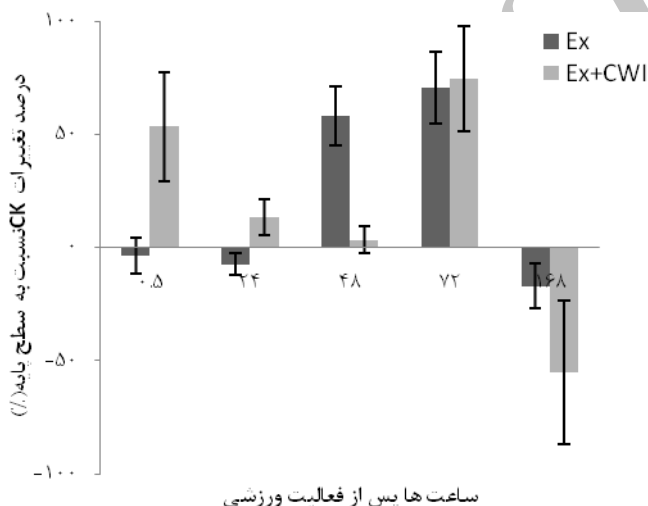 ۱۰۰
۵۰
۰
-۵۰
-۱۰۰
درصد تغییرات CKنسبت به سطح پایه(٪)
Ex
Ex+CWI
۰.۵
۲۴
۴۸
۷۲
۱۶۸
ساعت ها پس از فعالیت ورزشی